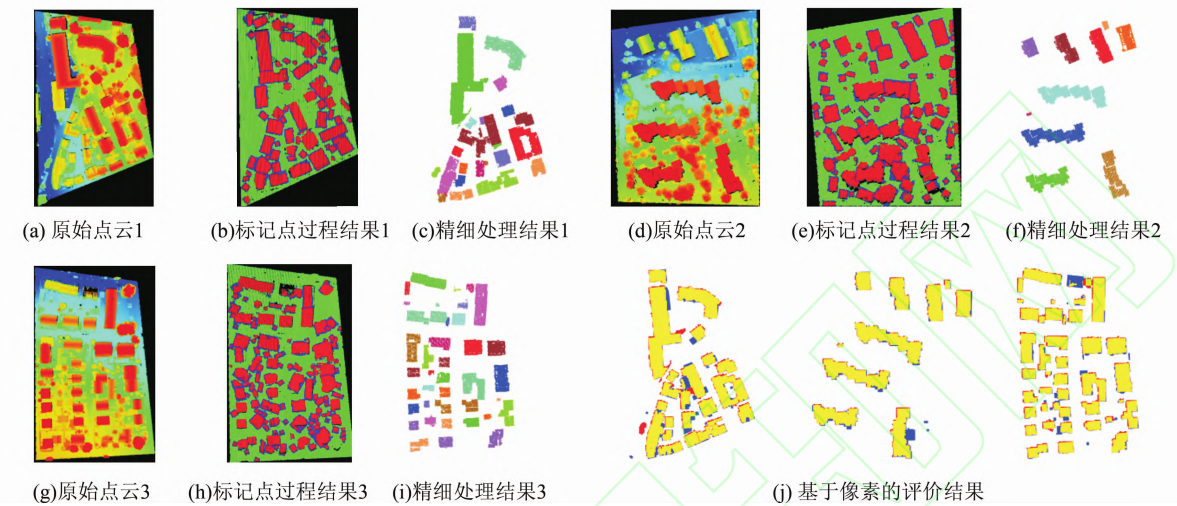 (a) 原始点云1
(b)标记点过程结果1
(c)精细处理结果1
(d)原始点云2
(e)标记点过程结果2
(f)精细处理结果2
(g)原始点云3
(h)标记点过程结果3
(i)精细处理结果3
(j) 基于像素的评价结果